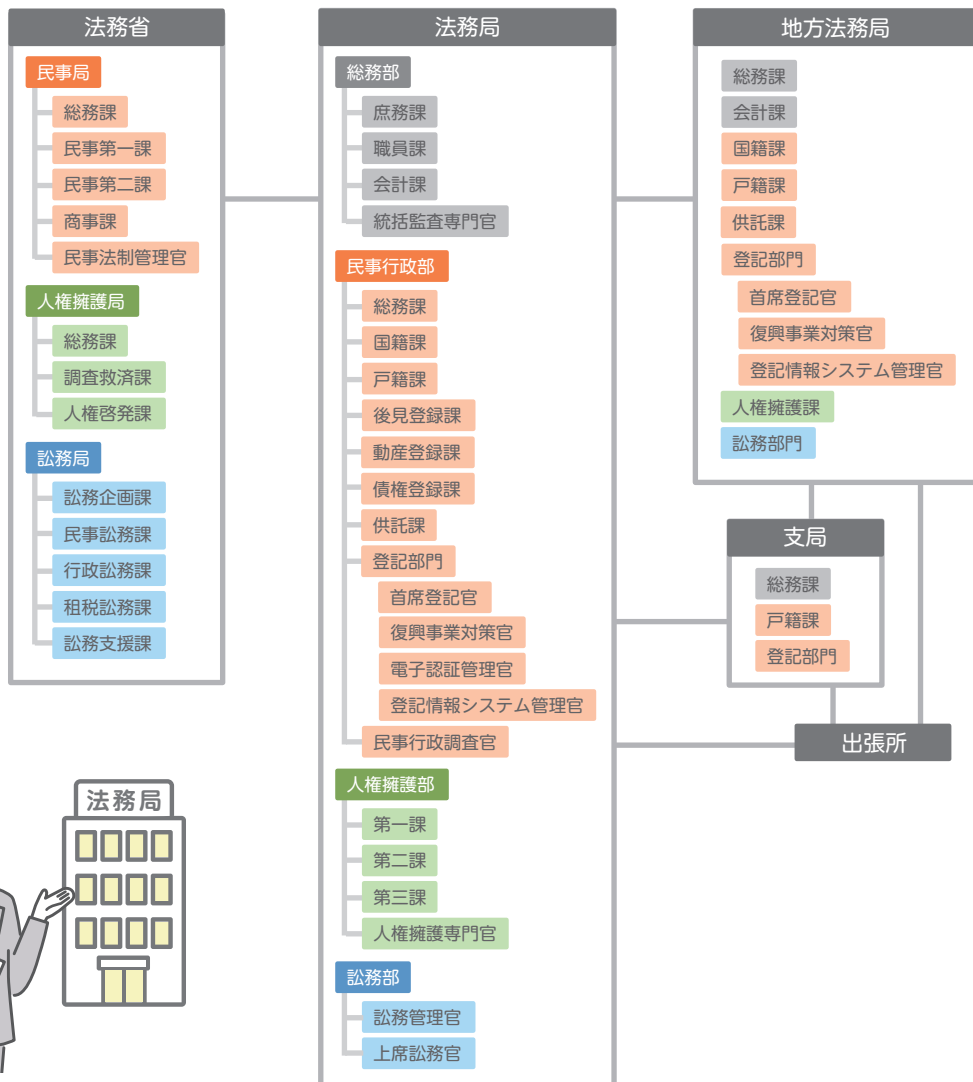 法務省
民事局
総務課
民事第一課
民事第二課
商事課
民事法制管理官
人権擁護局
総務課
調査救済課
人権啓発課
訟務局
訟務企画課
民事訟務課
行政訟務課
租税訟務課
訟務支援課
法務局
総務部
庶務課
職員課
会計課
統括監査専門官
民事行政部
総務課
国籍課
戸籍課
後見登録課
動産登録課
債権登録課
供託課
登記部門
首席登記官
復興事業対策官
電子認証管理官
登記情報システム管理官
民事行政調査官
人権擁護部
第一課
第二課
第三課
人権擁護専門官
訟務部
訟務管理官
上席訟務官
地方法務局
総務課
会計課
国籍課
戸籍課
供託課
登記部門
首席登記官
復興事業対策官
登記情報システム管理官
人権擁護課
訟務部門
支局
総務課
戸籍課
登記部門
出張所
法務局